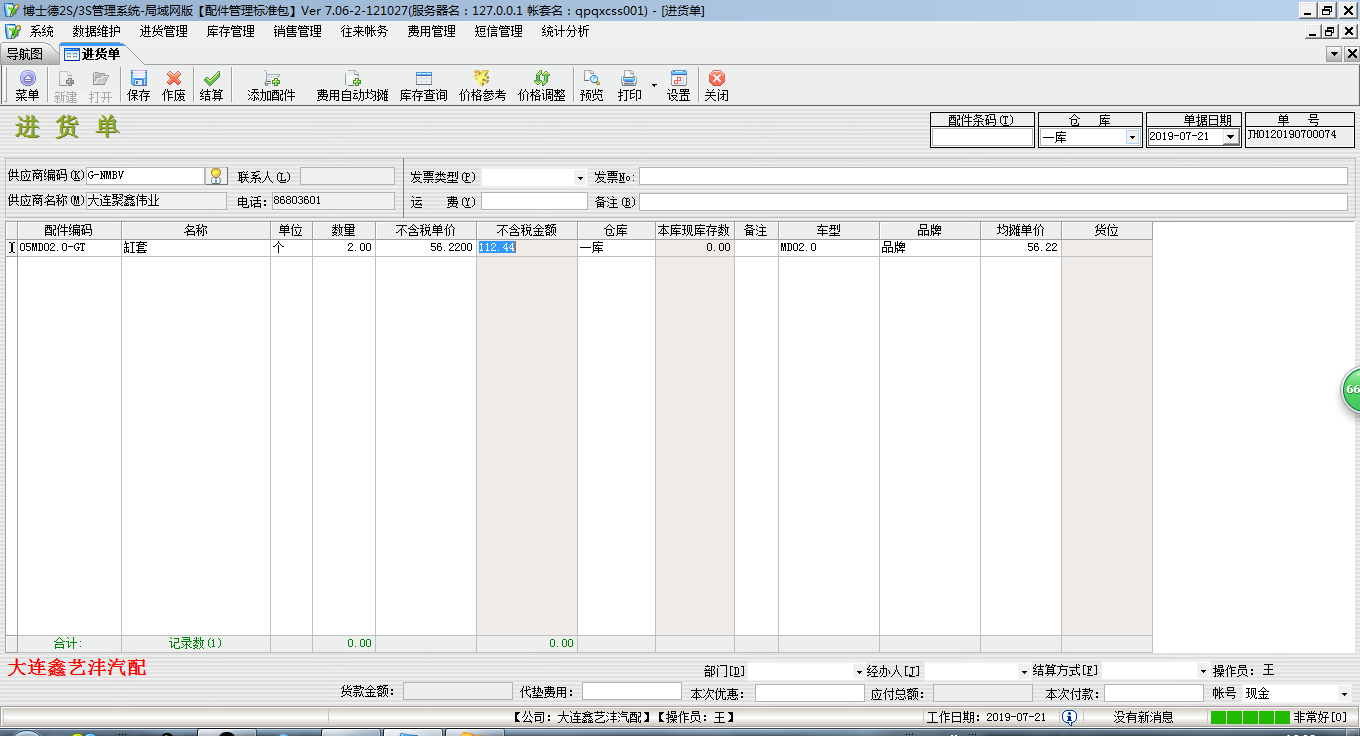 博士德2S/3S管理系统-局域网版【配件管理标准包】Ver 7.06-2-121027(服务器名：127.0.0.1 帐套名：qpqxcss001) - [进货单]
系统 数据维护 进货管理 库存管理 销售管理 往来帐务 费用管理 短信管理 统计分析
导航图 进货单
菜单 新建 打开 保存 作废 结算 添加配件 费用自动均摊 库存查询 价格参考 价格调整 预览 打印 设置 关闭
进 货 单
配件条码(T) 仓 库 单据日期 单 号
一库 2019-07-21 JH0120190700074
供应商编码(K) G-NMBV 联系人(L) 发票类型(P) 发票No:
供应商名称(M) 大连聚鑫伟业 电话: 86803601 运 费(Y) 备注(B)
配件编码 名称 单位 数量 不含税单价 不含税金额 仓库 本库现库存数 备注 车型 品牌 均摊单价 货位
05MD02.0-GT 缸套 个 2.00 56.2200 112.44 一库 0.00 MD02.0 品牌 56.22
66
合计: 记录数(1) 0.00 0.00
大连鑫艺沣汽配
部门[D] 经办人[J] 结算方式[F] 操作员: 王
货款金额: 代垫费用: 本次优惠: 应付总额: 本次付款: 帐号 现金
【公司：大连鑫艺沣汽配】【操作员：王】 工作日期: 2019-07-21 没有新消息 非常好[0]